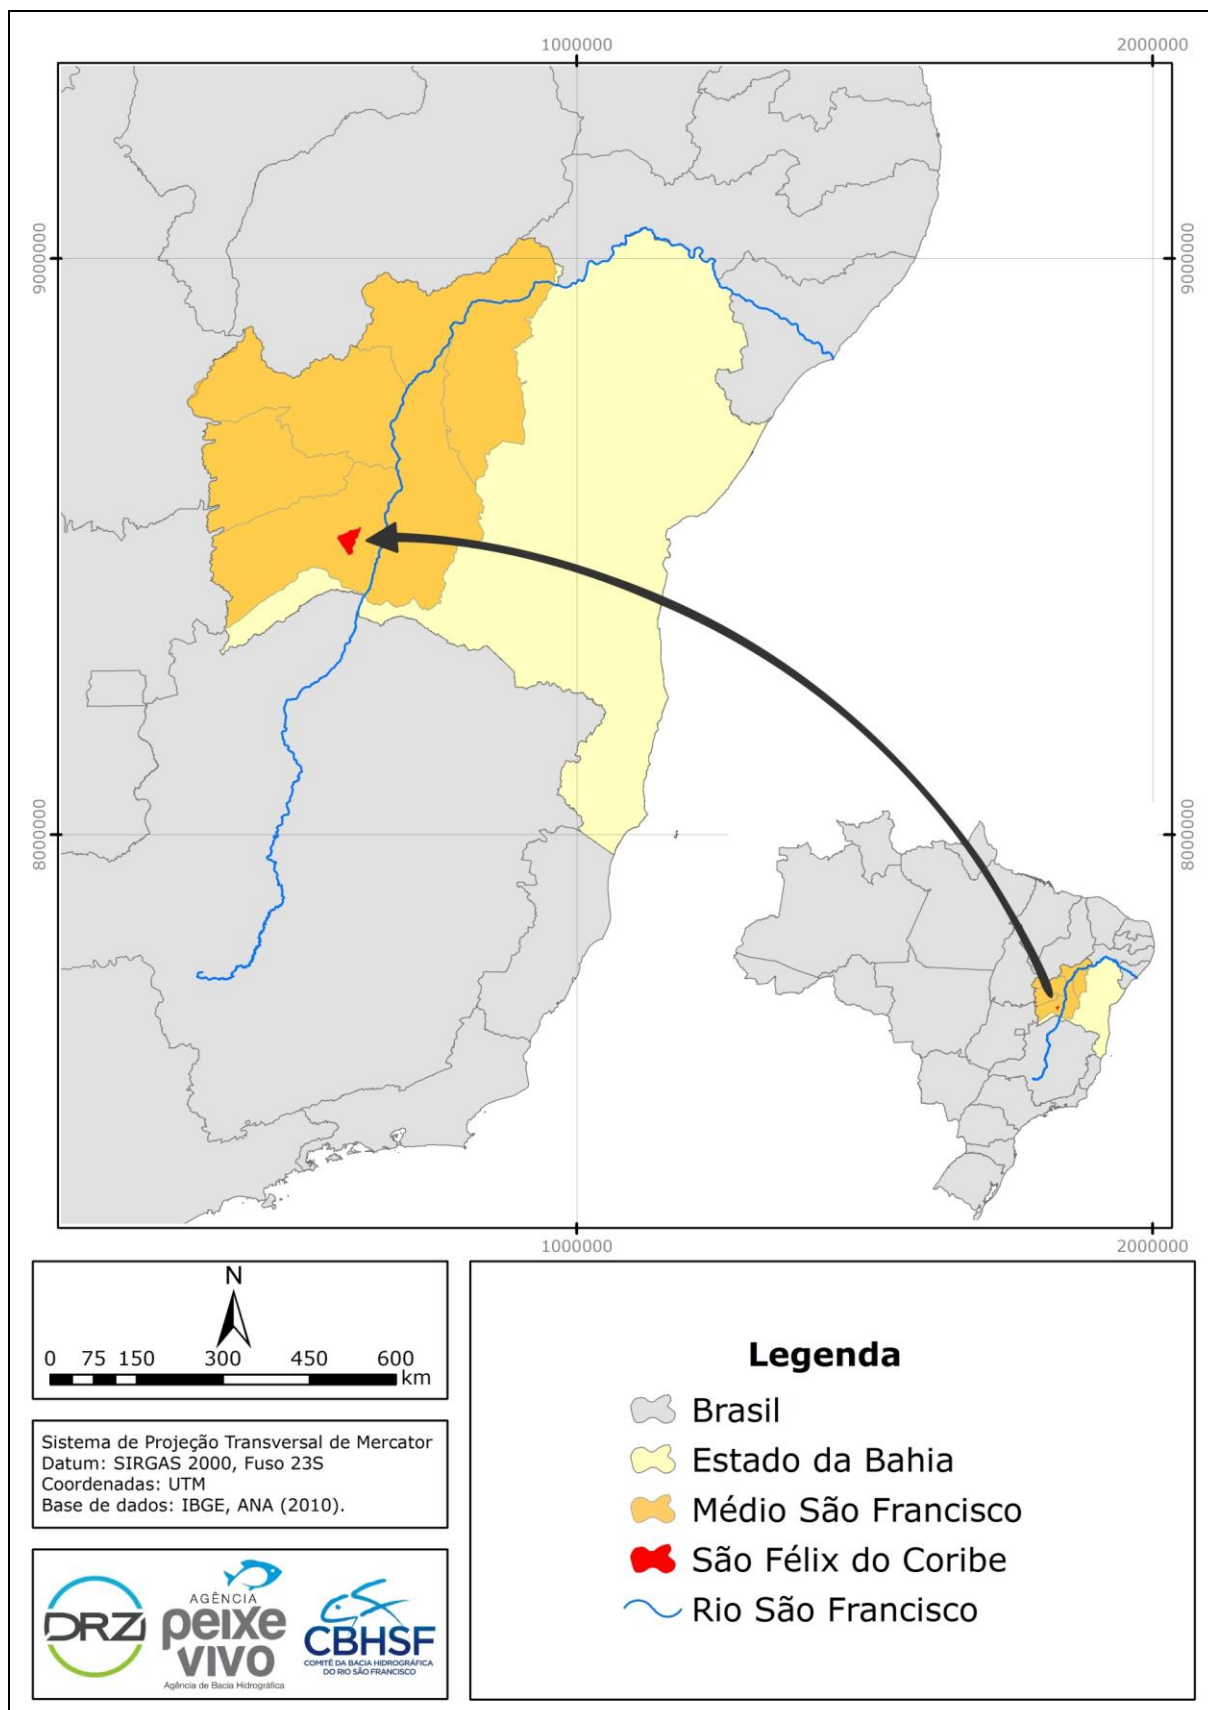 1000000 2000000
9000000 9000000
8000000 8000000
1000000 2000000
N
0 75 150 300 450 600
km
Sistema de Projeção Transversal de Mercator
Datum: SIRGAS 2000, Fuso 23S
Coordenadas: UTM
Base de dados: IBGE, ANA (2010).
DRZ
AGÊNCIA
peixe
vivo
Agência de Bacia Hidrográfica
CBHSF
COMITÊ DA BACIA HIDROGRÁFICA
DO RIO SÃO FRANCISCO
Legenda
Brasil
Estado da Bahia
Médio São Francisco
São Félix do Coribe
Rio São Francisco